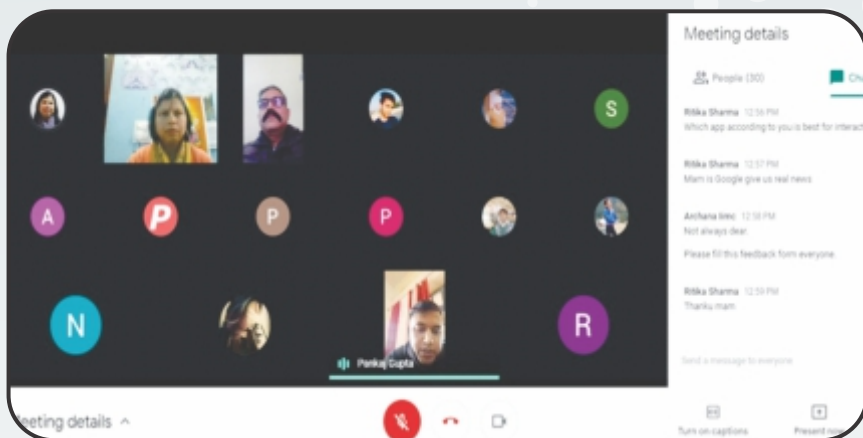 Meeting details
People (30)
Ch
Ritika Sharma 12:56 PM
Which app according to you is best for interact
Ritika Sharma 12:57 PM
Mam is Google give us real news
Archana Iimc 12:58 PM
Not always dear.
Please fill this feedback form everyone.
Ritika Sharma 12:59 PM
Thanku mam
Send a message to everyone
S
A
P
P
P
N
R
Pankaj Gupta
eeting details
Turn on captions
Present now